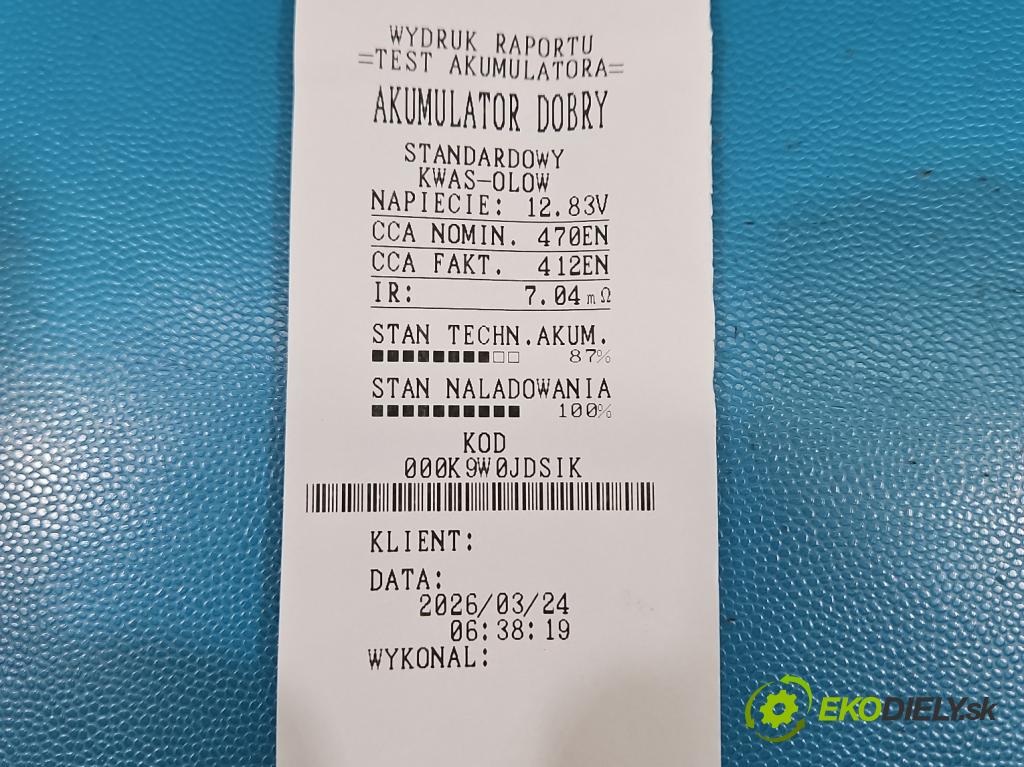 WYDRUK RAPORTU
=TEST AKUMULATORA=
AKUMULATOR DOBRY
STANDARDOWY
KWAS-OLOW
NAPIECIE: 12.83V
CCA NOMIN. 470EN
CCA FAKT. 412EN
IR: 7.04mΩ
STAN TECHN.AKUM.
87%
STAN NALADOWANIA
100%
KOD
000K9W0JDSIK
KLIENT:
DATA:
2026/03/24
06:38:19
WYKONAL:
EKODIELY.sk